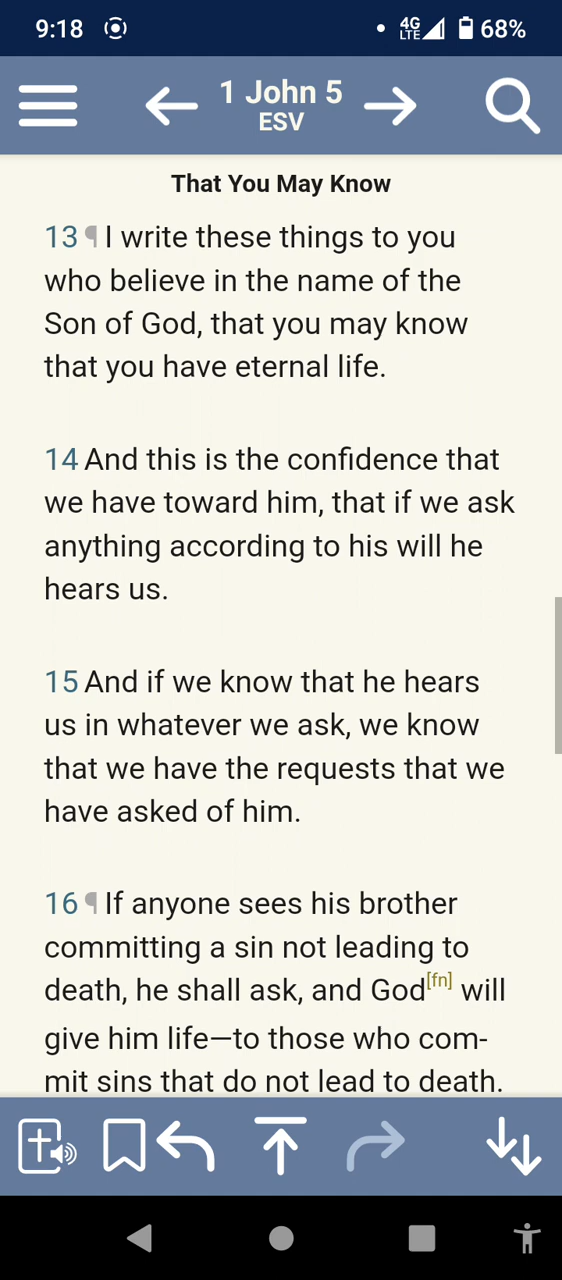 9:18 4G LTE 68%
1 John 5
ESV
That You May Know
13 ¶ I write these things to you
who believe in the name of the
Son of God, that you may know
that you have eternal life.
14 And this is the confidence that
we have toward him, that if we ask
anything according to his will he
hears us.
15 And if we know that he hears
us in whatever we ask, we know
that we have the requests that we
have asked of him.
16 ¶ If anyone sees his brother
committing a sin not leading to
death, he shall ask, and God[fn] will
give him life—to those who com-
mit sins that do not lead to death.